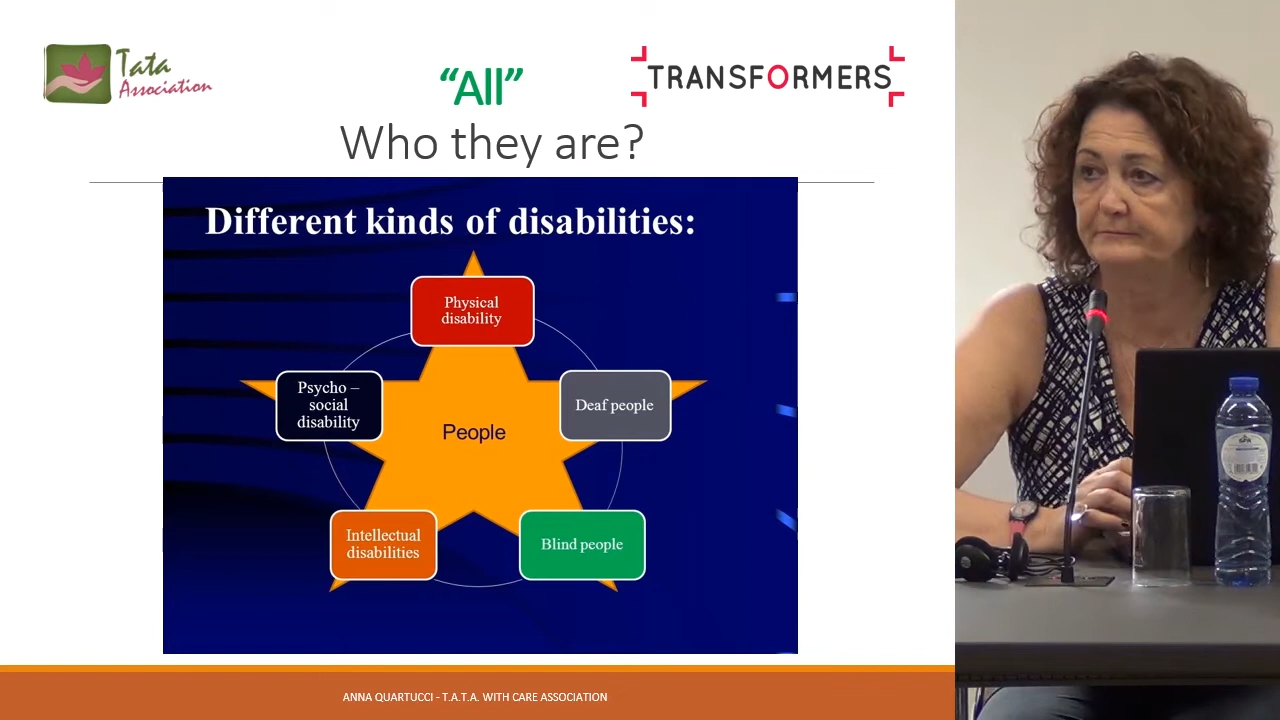 Tata
Association
TRANSFORMERS
“All”
Who they are?
Different kinds of disabilities:
Physical
disability
Psycho –
social
disability
Deaf people
People
Intellectual
disabilities
Blind people
ANNA QUARTUCCI - T.A.T.A. WITH CARE ASSOCIATION
SPA